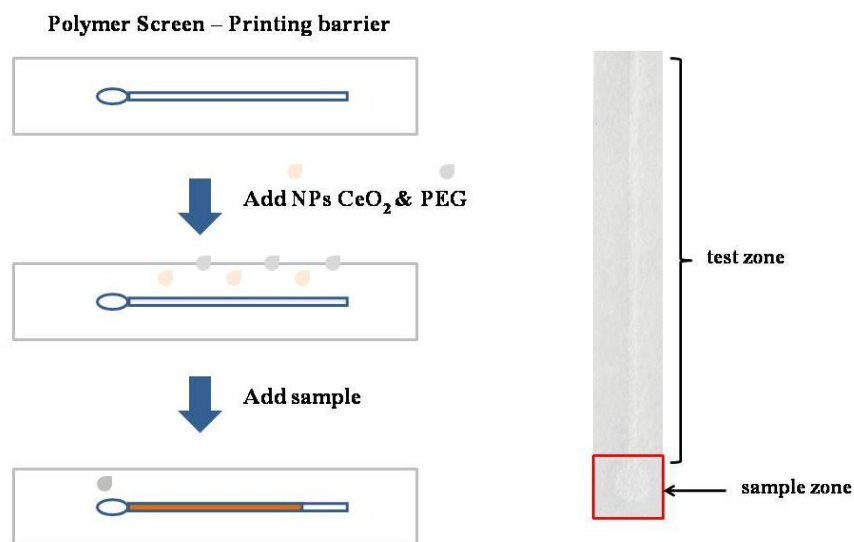 Polymer Screen – Printing barrier
Add NPs CeO₂ & PEG
Add sample
test zone
sample zone